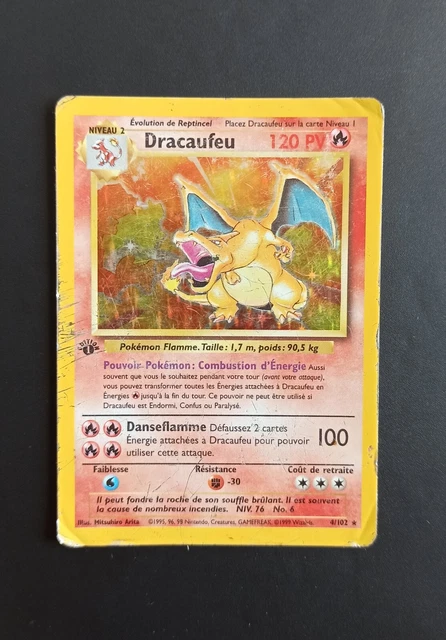 Évolution de Reptincel Placez Dracaufeu sur la carte Niveau 1
NIVEAU 2
Dracaufeu 120 PV
Edition 1
Pokémon Flamme. Taille: 1,7 m, poids: 90,5 kg
Pouvoir Pokémon: Combustion d'Énergie Aussi
souvent que vous le souhaitez pendant votre tour (avant votre attaque),
vous pouvez transformer toutes les Énergies attachées à Dracaufeu en
Énergies jusqu'à la fin du tour. Ce pouvoir ne peut être utilisé si
Dracaufeu est Endormi, Confus ou Paralysé.
Danseflamme Défaussez 2 cartes
Énergie attachées à Dracaufeu pour pouvoir
utiliser cette attaque.
100
Faiblesse Résistance Coût de retraite
-30
Il peut fondre la roche de son souffle brûlant. Il est souvent
la cause de nombreux incendies. NIV. 76 No. 6
Illus. Mitsuhiro Arita ©1995, 96, 98 Nintendo, Creatures, GAMEFREAK. ©1999 Wizards. 4/102